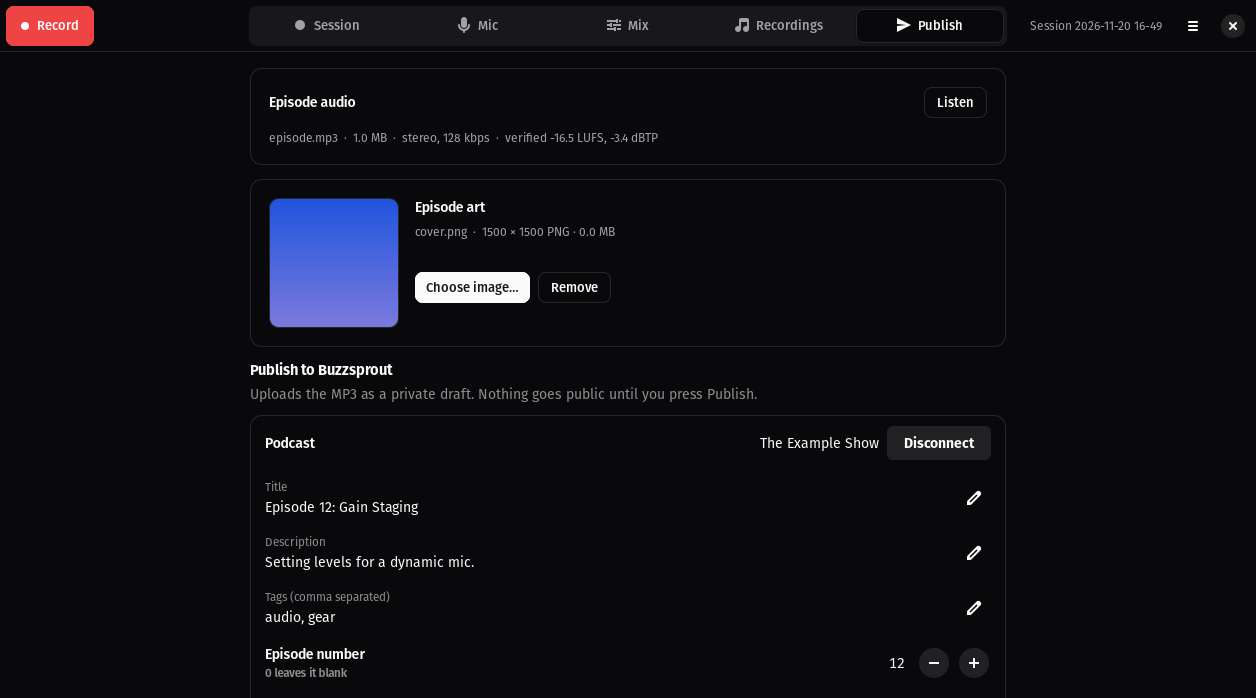 Record
Session
Mic
Mix
Recordings
Publish
Session 2026-11-20 16-49
Episode audio
Listen
episode.mp3 · 1.0 MB · stereo, 128 kbps · verified -16.5 LUFS, -3.4 dBTP
Episode art
cover.png · 1500 × 1500 PNG · 0.0 MB
Choose image...
Remove
Publish to Buzzsprout
Uploads the MP3 as a private draft. Nothing goes public until you press Publish.
Podcast
The Example Show
Disconnect
Title
Episode 12: Gain Staging
Description
Setting levels for a dynamic mic.
Tags (comma separated)
audio, gear
Episode number
0 leaves it blank
12